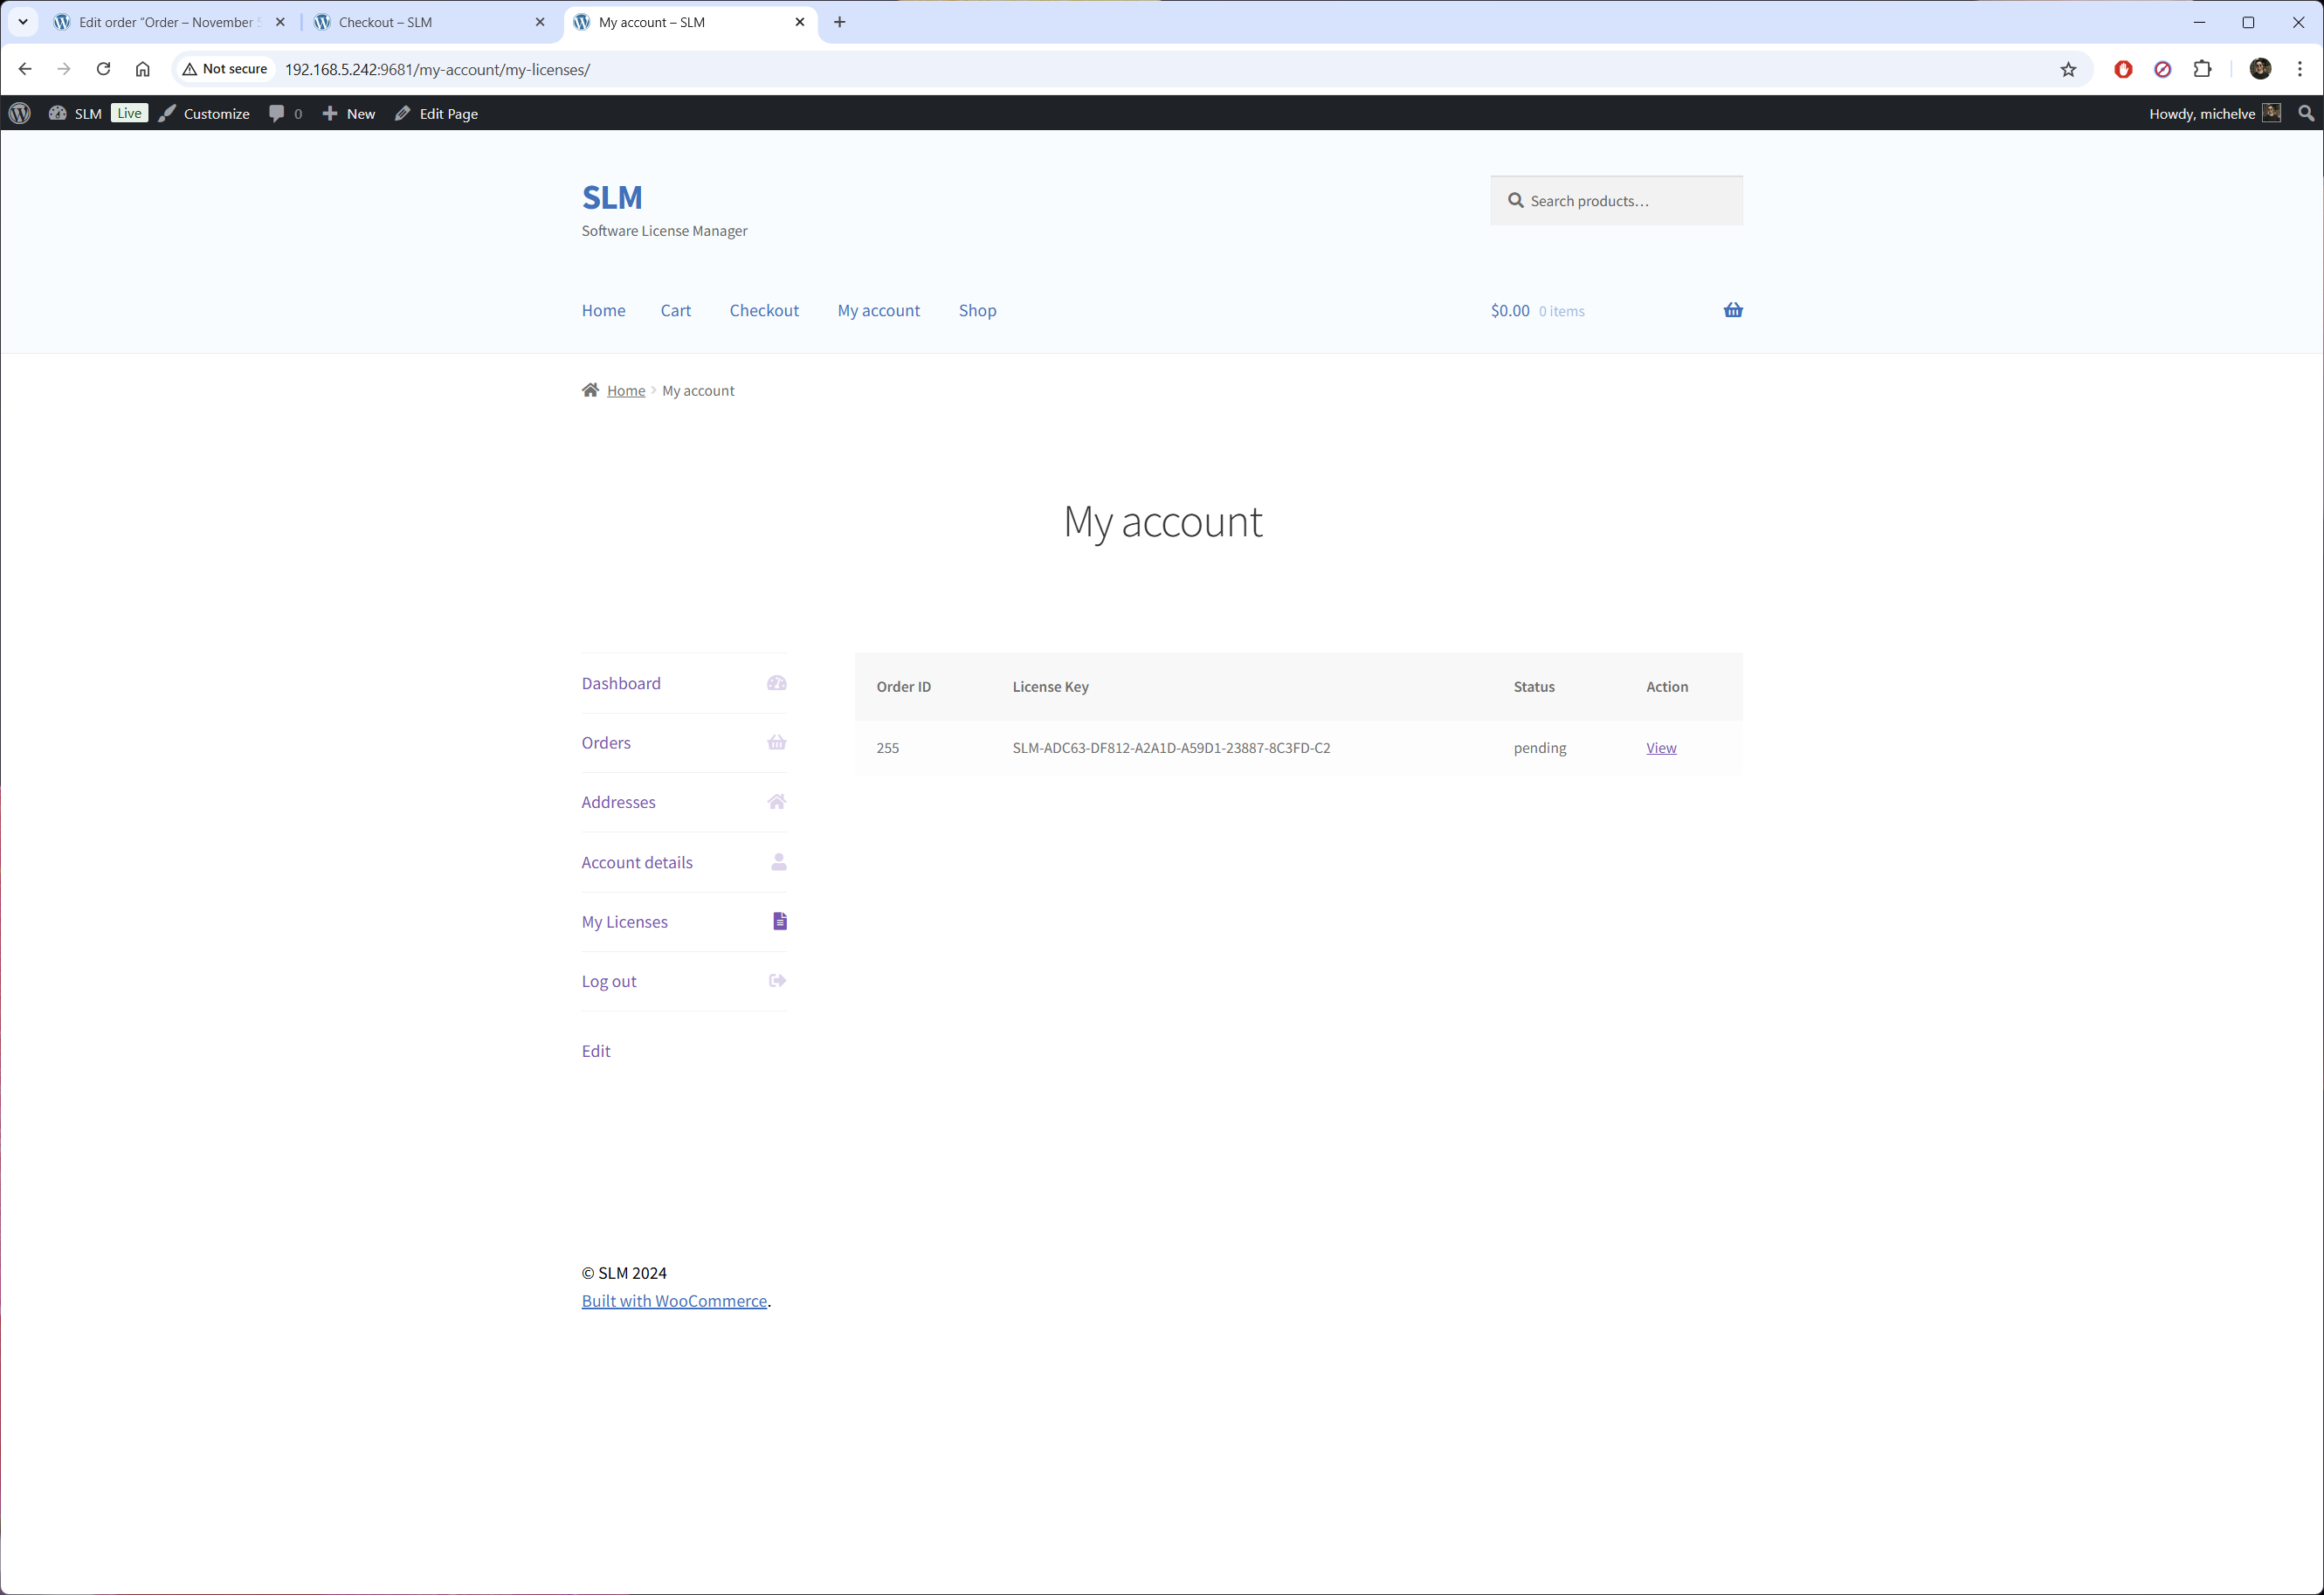 Edit order “Order – November
Checkout – SLM
My account – SLM
Not secure
192.168.5.242:9681/my-account/my-licenses/
SLM
Live
Customize
0
New
Edit Page
Howdy, michelve
SLM
Software License Manager
Search products…
Home
Cart
Checkout
My account
Shop
$0.00 0 items
Home
My account
My account
Dashboard
Orders
Addresses
Account details
My Licenses
Log out
Edit
Order ID License Key Status Action
255 SLM-ADC63-DF812-A2A1D-A59D1-23887-8C3FD-C2 pending View
© SLM 2024
Built with WooCommerce.